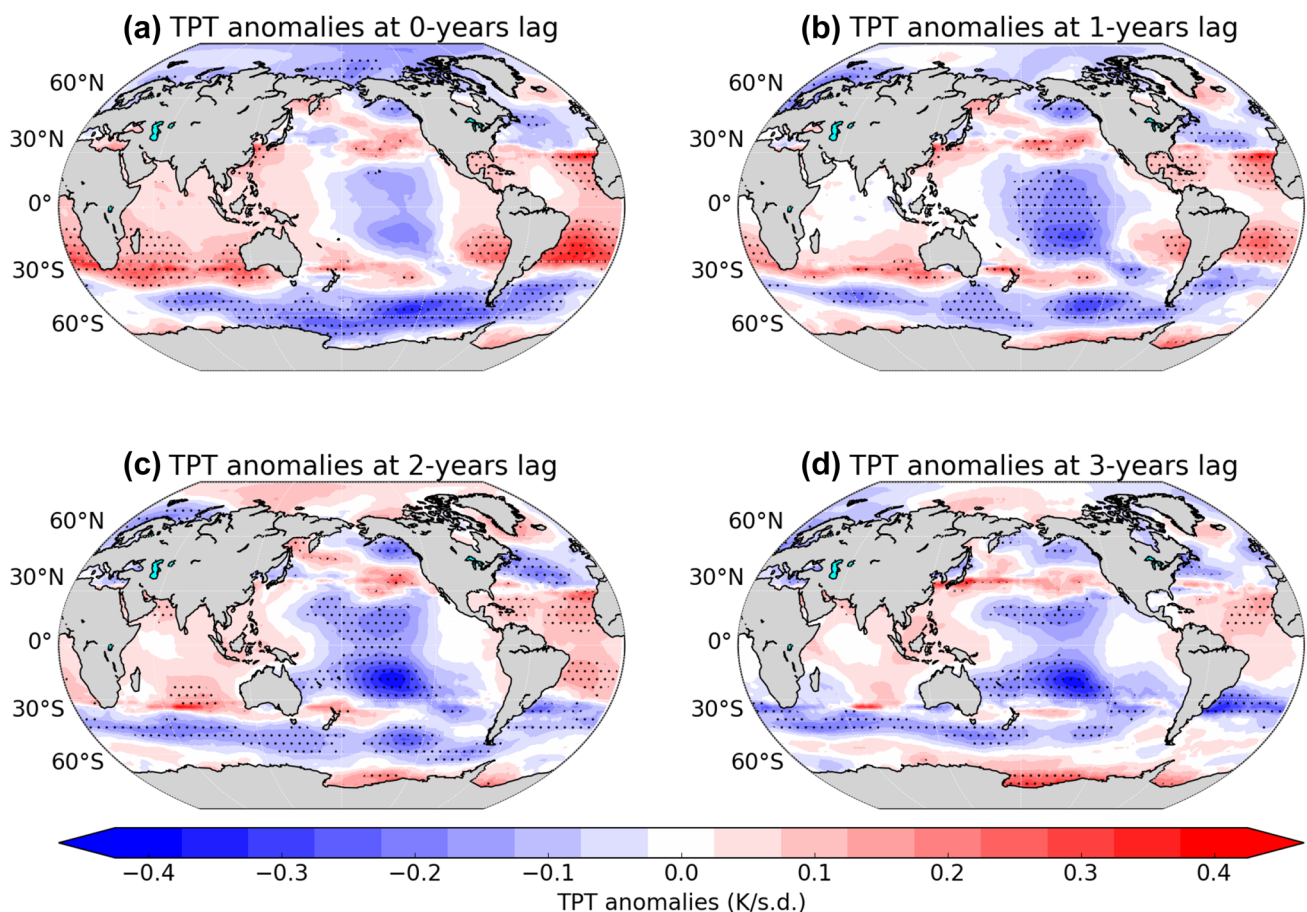 (a) TPT anomalies at 0-years lag
(b) TPT anomalies at 1-years lag
60°N
30°N
0°
30°S
60°S
60°N
30°N
0°
30°S
60°S
(c) TPT anomalies at 2-years lag
(d) TPT anomalies at 3-years lag
60°N
30°N
0°
30°S
60°S
60°N
30°N
0°
30°S
60°S
−0.4 −0.3 −0.2 −0.1 0.0 0.1 0.2 0.3 0.4
TPT anomalies (K/s.d.)